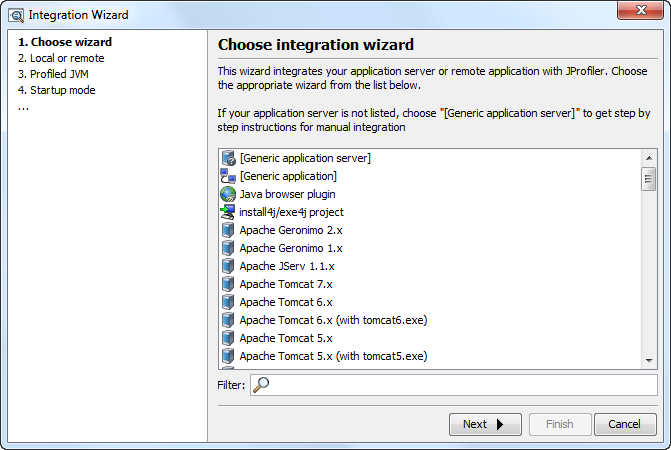 Integration Wizard
1. Choose wizard
2. Local or remote
3. Profiled JVM
4. Startup mode
...
Choose integration wizard
This wizard integrates your application server or remote application with JProfiler. Choose
the appropriate wizard from the list below.
If your application server is not listed, choose "[Generic application server]" to get step by
step instructions for manual integration
[Generic application server]
[Generic application]
Java browser plugin
install4j/exe4j project
Apache Geronimo 2.x
Apache Geronimo 1.x
Apache JServ 1.1.x
Apache Tomcat 7.x
Apache Tomcat 6.x
Apache Tomcat 6.x (with tomcat6.exe)
Apache Tomcat 5.x
Apache Tomcat 5.x (with tomcat5.exe)
Filter:
Next
Finish
Cancel